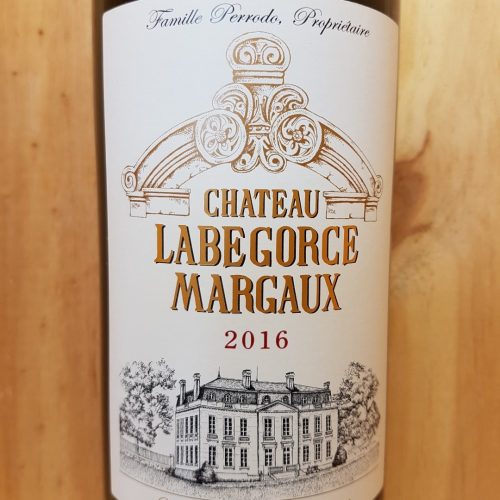 Famille Perrodo, Propriétaire
CHATEAU
LABEGORCE
MARGAUX
2016